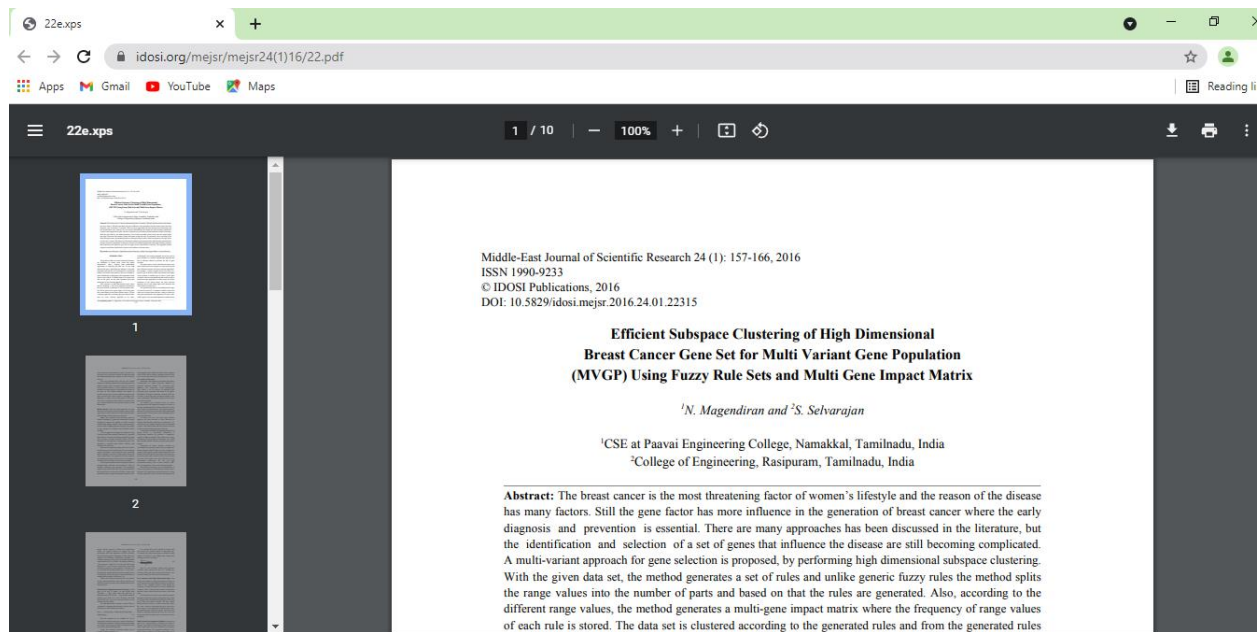 22e.xps
idosi.org/mejsr/mejsr24(1)16/22.pdf
Apps Gmail YouTube Maps Reading li
22e.xps 1 / 10 100%
1
2
Middle-East Journal of Scientific Research 24 (1): 157-166, 2016
ISSN 1990-9233
© IDOSI Publications, 2016
DOI: 10.5829/idosi.mejsr.2016.24.01.22315
Efficient Subspace Clustering of High Dimensional
Breast Cancer Gene Set for Multi Variant Gene Population
(MVGP) Using Fuzzy Rule Sets and Multi Gene Impact Matrix
¹N. Magendiran and ²S. Selvarajan
¹CSE at Paavai Engineering College, Namakkal, Tamilnadu, India
²College of Engineering, Rasipuram, Tamilnadu, India
Abstract: The breast cancer is the most threatening factor of women's lifestyle and the reason of the disease
has many factors. Still the gene factor has more influence in the generation of breast cancer where the early
diagnosis and prevention is essential. There are many approaches has been discussed in the literature, but
the identification and selection of a set of genes that influence the disease are still becoming complicated.
A multi-variant approach for gene selection is proposed, by performing high dimensional subspace clustering.
With the given data set, the method generates a set of rules and unlike generic fuzzy rules the method splits
the range values into the number of parts and based on that the rules are generated. Also, according to the
different range values, the method generates a multi-gene impact matrix where the frequency of range values
of each rule is stored. The data set is clustered according to the generated rules and from the generated rules